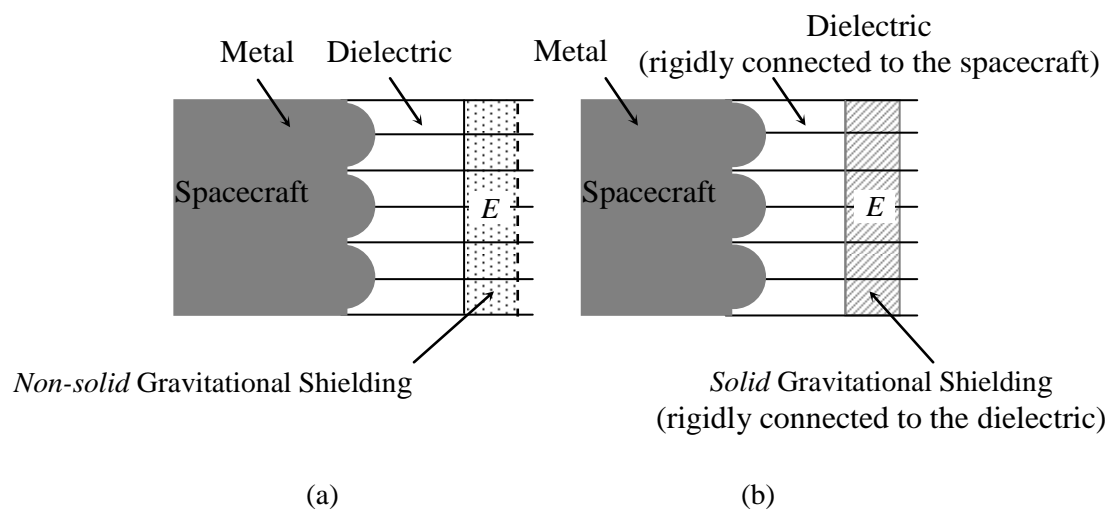 Metal
Dielectric
Spacecraft
E
Non-solid Gravitational Shielding
(a)
Dielectric
(rigidly connected to the spacecraft)
Metal
Spacecraft
E
Solid Gravitational Shielding
(rigidly connected to the dielectric)
(b)